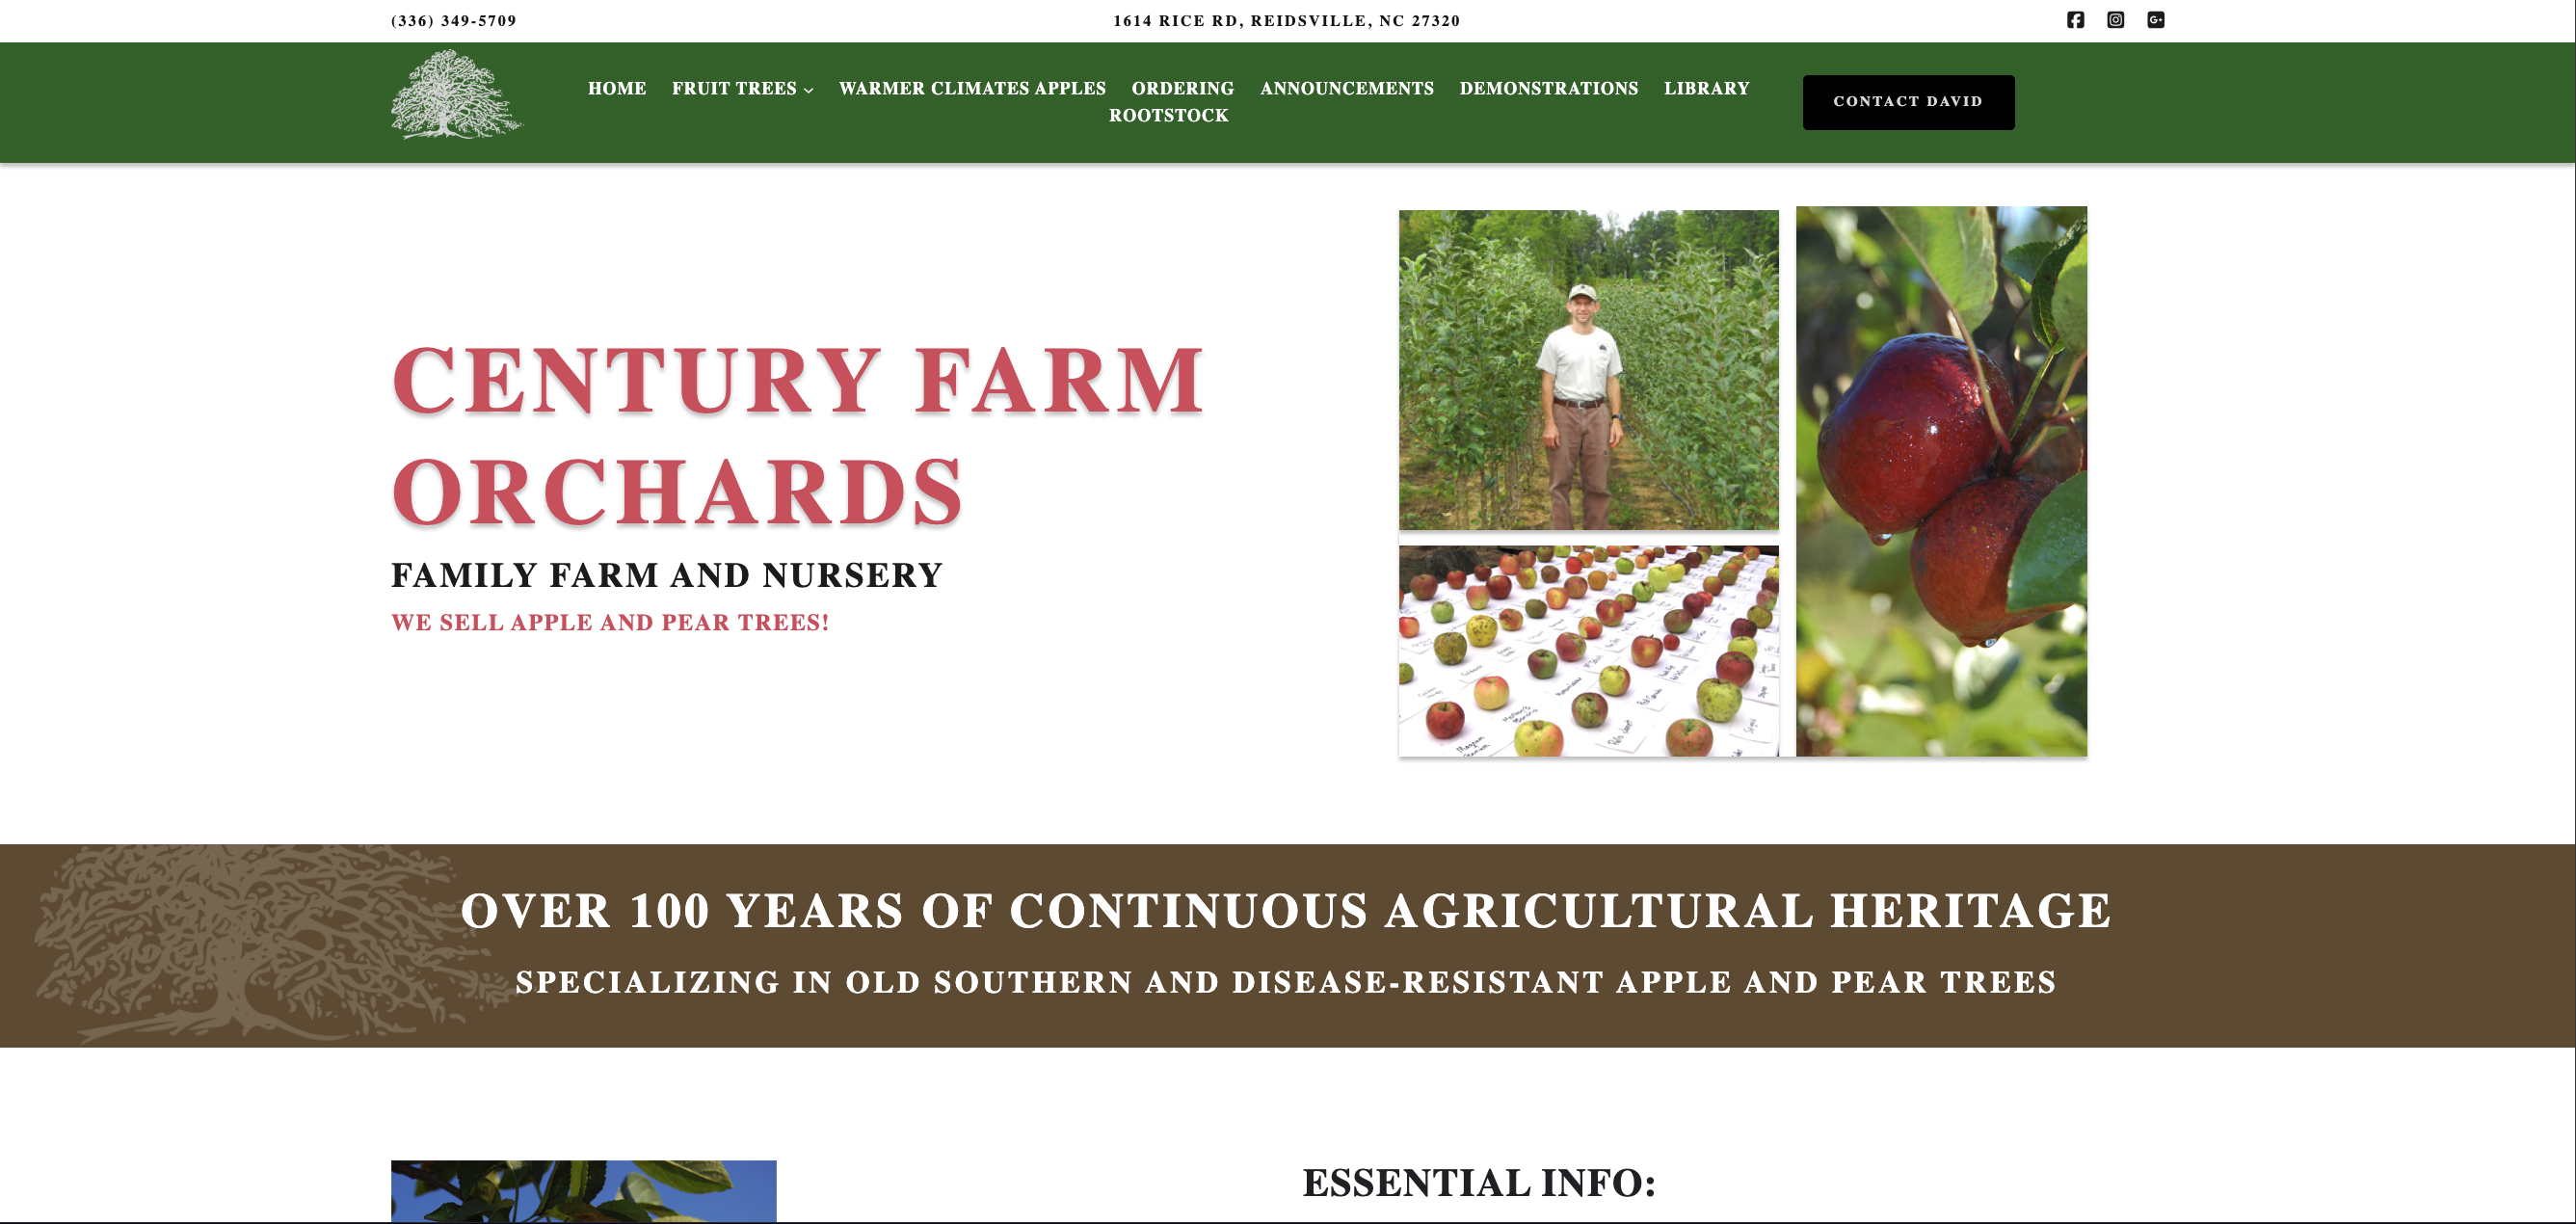 (336) 349-5709
1614 RICE RD, REIDSVILLE, NC 27320
HOME FRUIT TREES WARMER CLIMATES APPLES ORDERING ANNOUNCEMENTS DEMONSTRATIONS LIBRARY
ROOTSTOCK
CONTACT DAVID
CENTURY FARM
ORCHARDS
FAMILY FARM AND NURSERY
WE SELL APPLE AND PEAR TREES!
OVER 100 YEARS OF CONTINUOUS AGRICULTURAL HERITAGE
SPECIALIZING IN OLD SOUTHERN AND DISEASE-RESISTANT APPLE AND PEAR TREES
ESSENTIAL INFO: